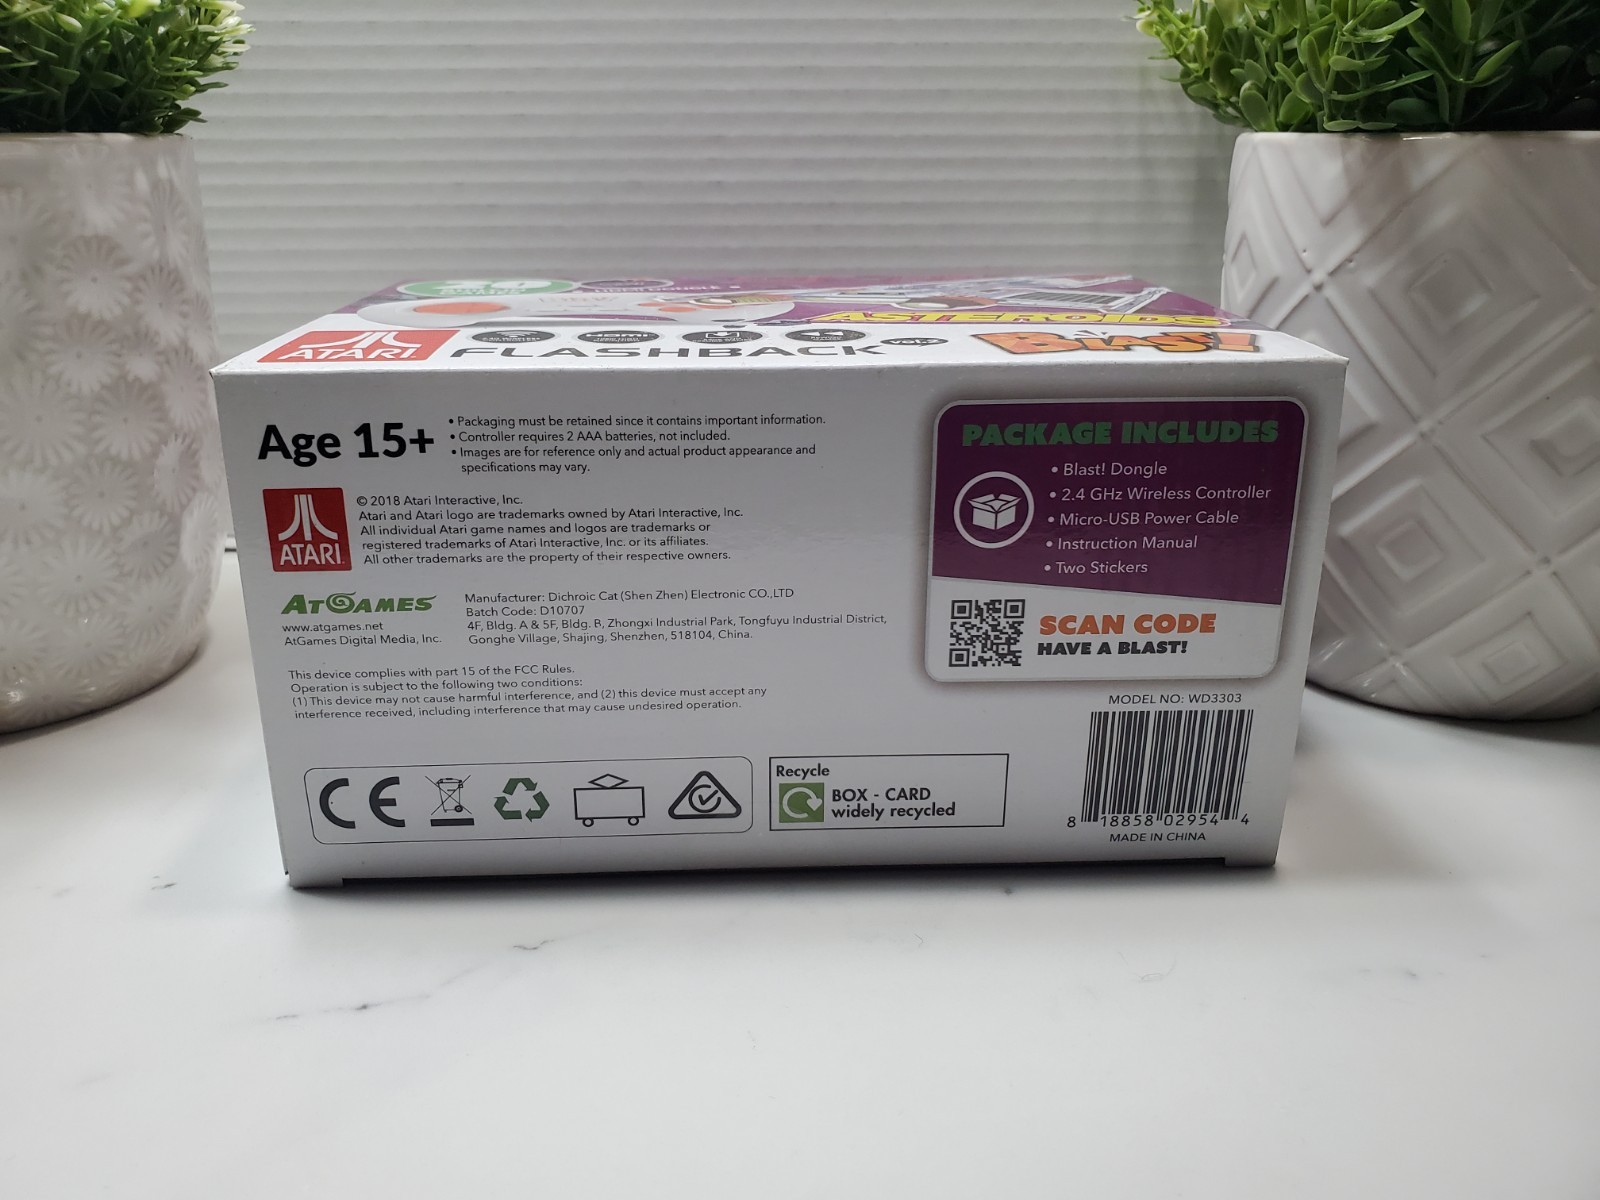 ASTEROIDS
ATARI
FLASHBACK
vol.2
BLAST!
Age 15+
• Packaging must be retained since it contains important information.
• Controller requires 2 AAA batteries, not included.
• Images are for reference only and actual product appearance and
specifications may vary.
ATARI
© 2018 Atari Interactive, Inc.
Atari and Atari logo are trademarks owned by Atari Interactive, Inc.
All individual Atari game names and logos are trademarks or
registered trademarks of Atari Interactive, Inc. or its affiliates.
All other trademarks are the property of their respective owners.
ATGAMES
www.atgames.net
AtGames Digital Media, Inc.
Manufacturer: Dichroic Cat (Shen Zhen) Electronic CO.,LTD
Batch Code: D10707
4F, Bldg. A & 5F, Bldg. B, Zhongxi Industrial Park, Tongfuyu Industrial District,
Gonghe Village, Shajing, Shenzhen, 518104, China.
This device complies with part 15 of the FCC Rules.
Operation is subject to the following two conditions:
(1) This device may not cause harmful interference, and (2) this device must accept any
interference received, including interference that may cause undesired operation.
CE
Recycle
BOX - CARD
widely recycled
PACKAGE INCLUDES
• Blast! Dongle
• 2.4 GHz Wireless Controller
• Micro-USB Power Cable
• Instruction Manual
• Two Stickers
SCAN CODE
HAVE A BLAST!
MODEL NO: WD3303
8 18858 02954 4
MADE IN CHINA